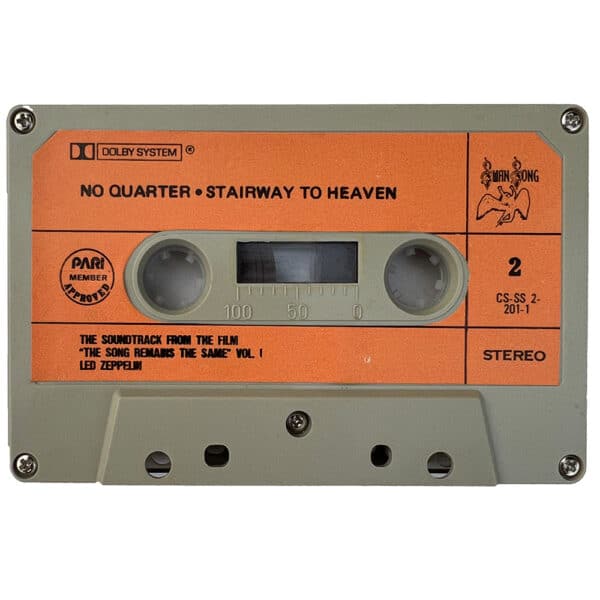 DOLBY SYSTEM ®
NO QUARTER • STAIRWAY TO HEAVEN
SWAN SONG
PARI
MEMBER
APPROVED
2
CS-SS 2-
201-1
100 50 0
THE SOUNDTRACK FROM THE FILM
"THE SONG REMAINS THE SAME" VOL. I
LED ZEPPELIN
STEREO